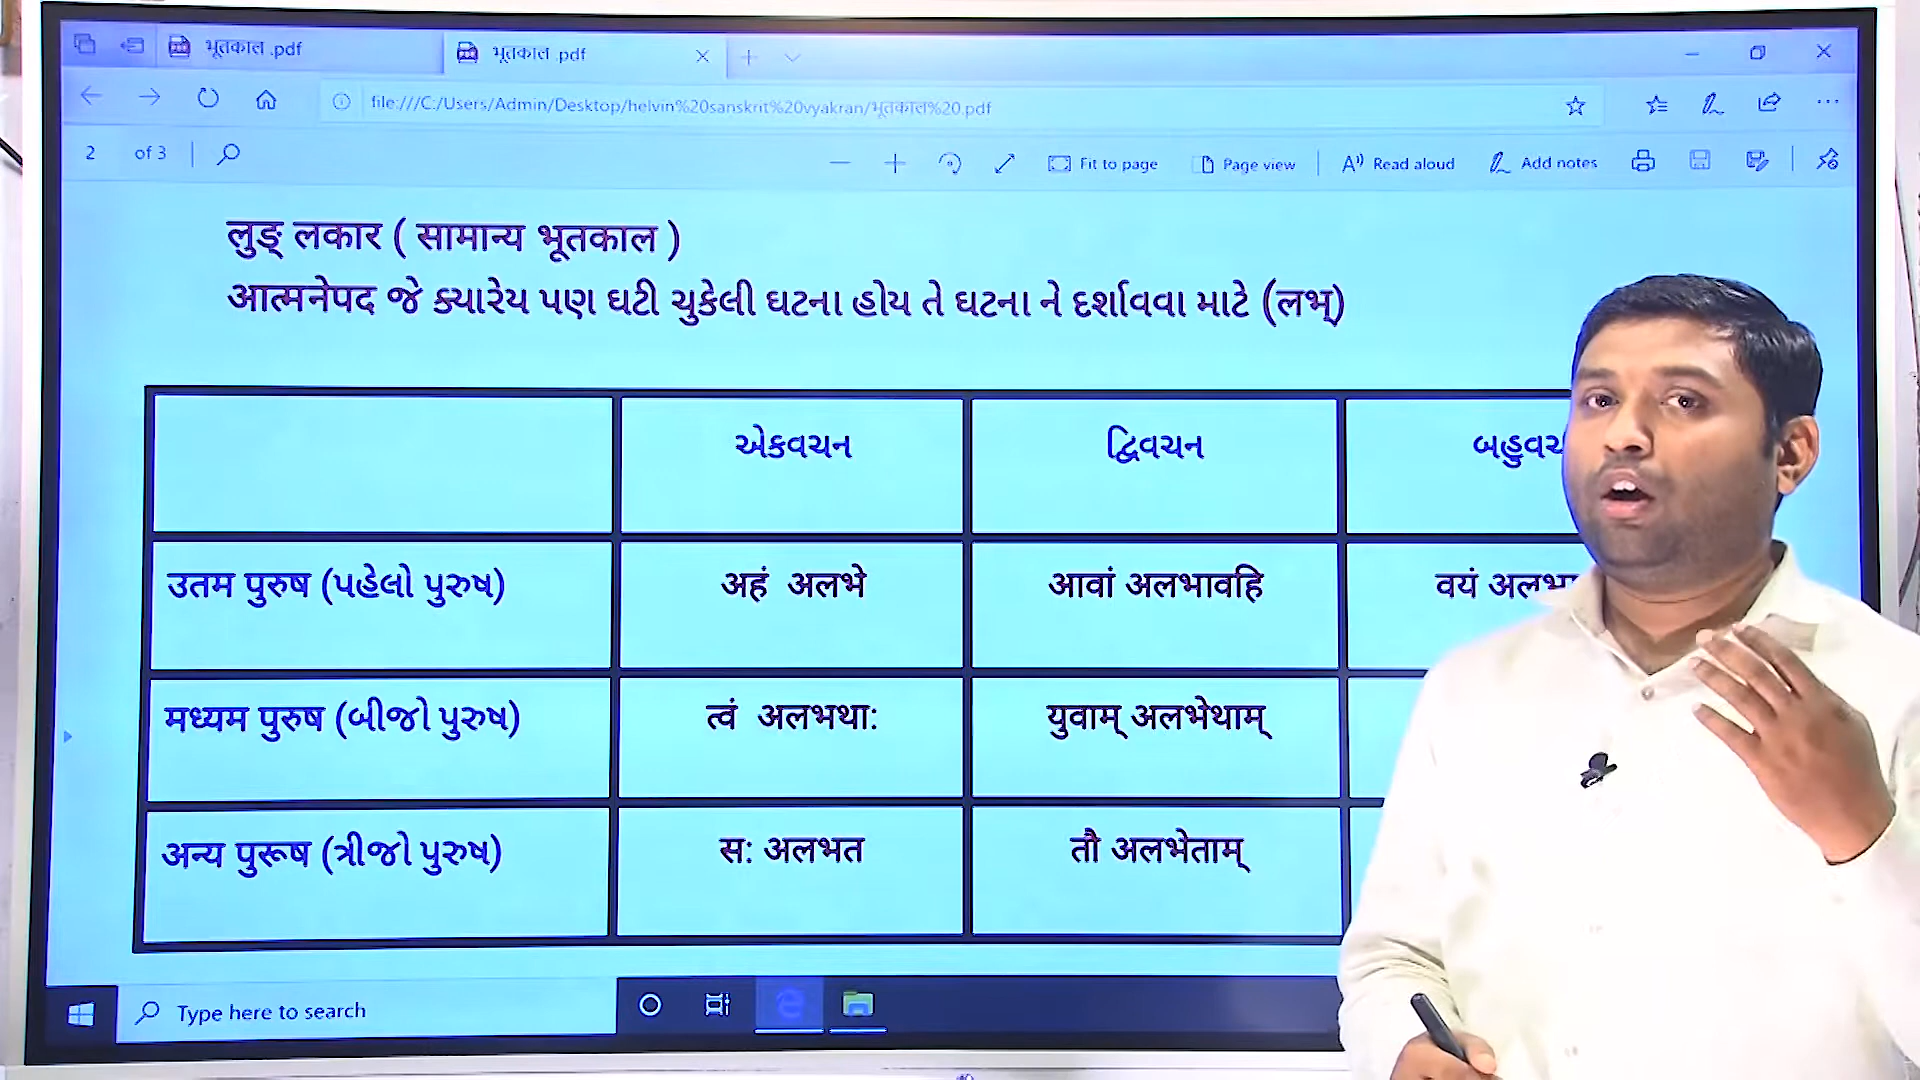 भूतकाल .pdf
भूतकाल .pdf
file:///C:/Users/Admin/Desktop/helvin%20sanskrit%20vyakran/भूतकाल%20.pdf
2 of 3
Fit to page
Page view
Read aloud
Add notes
लुङ् लकार ( सामान्य भूतकाल )
आत्मनेपद જે ક્યારેય પણ ઘટી ચુકેલી ઘટના હોય તે ઘટના ને દર્શાવવા માટે (લભ્)
એકવચન દ્વિવચન
उतम पुरुष (પહેલો પુરુષ) अहं अलभे आवां अलभावहि वयं
मध्यम पुरुष (બીજો પુરુષ) त्वं अलभथा: युवाम् अलभेथाम्
अन्य पुरूष (ત્રીજો પુરુષ) स: अलभत तौ अलभेताम्
Type here to search